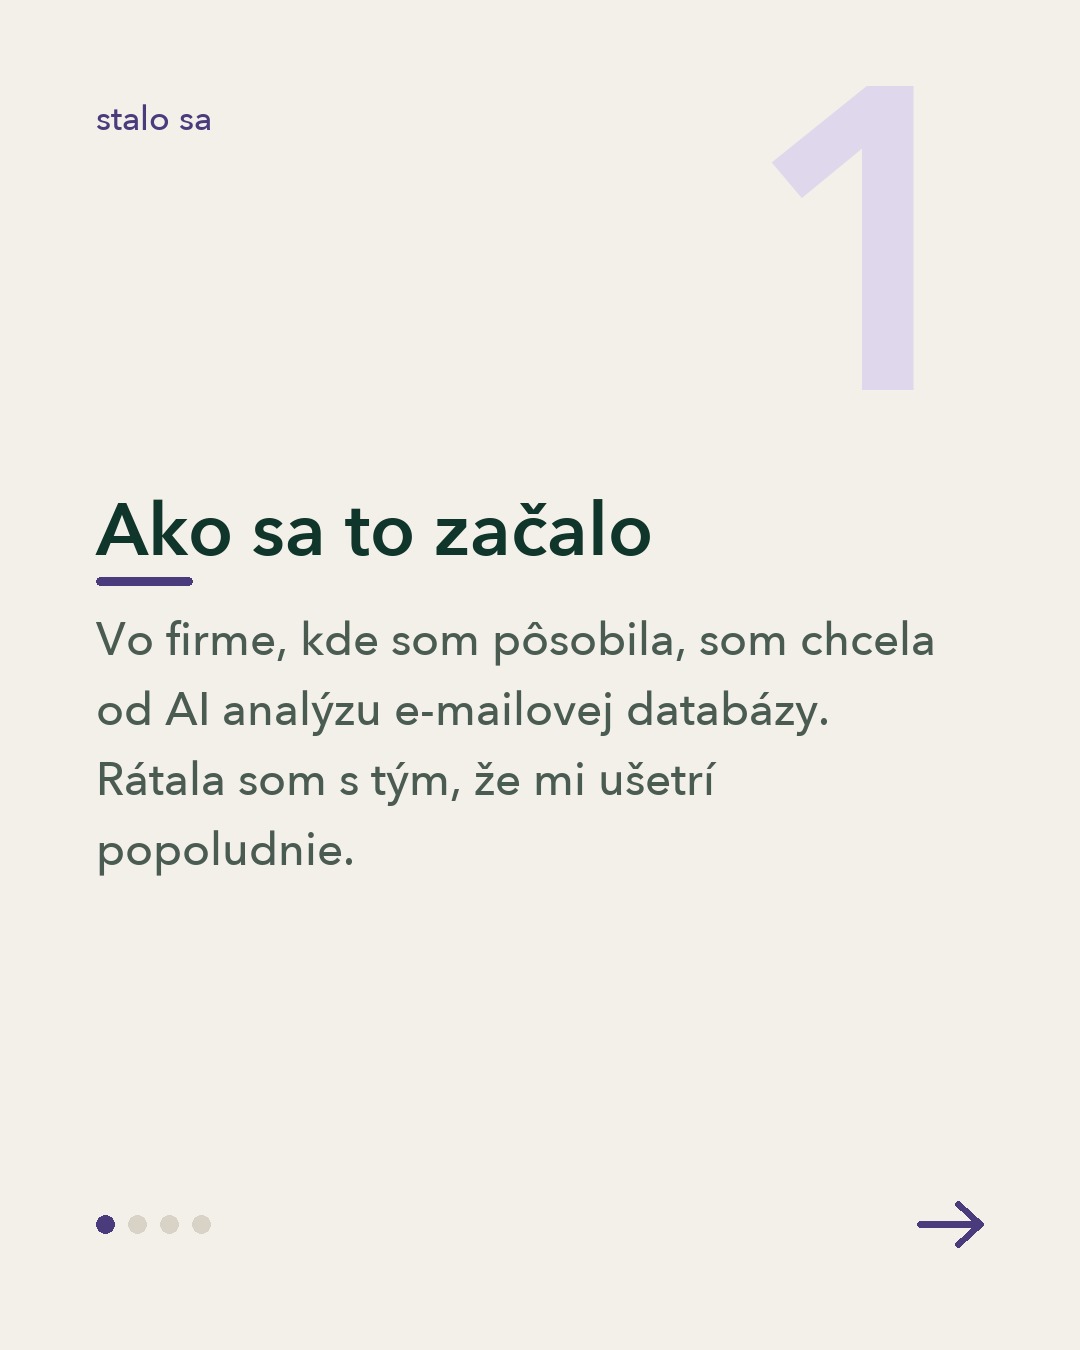 stalo sa
1
Ako sa to začalo
Vo firme, kde som pôsobila, som chcela
od AI analýzu e-mailovej databázy.
Rátala som s tým, že mi ušetrí
popoludnie.